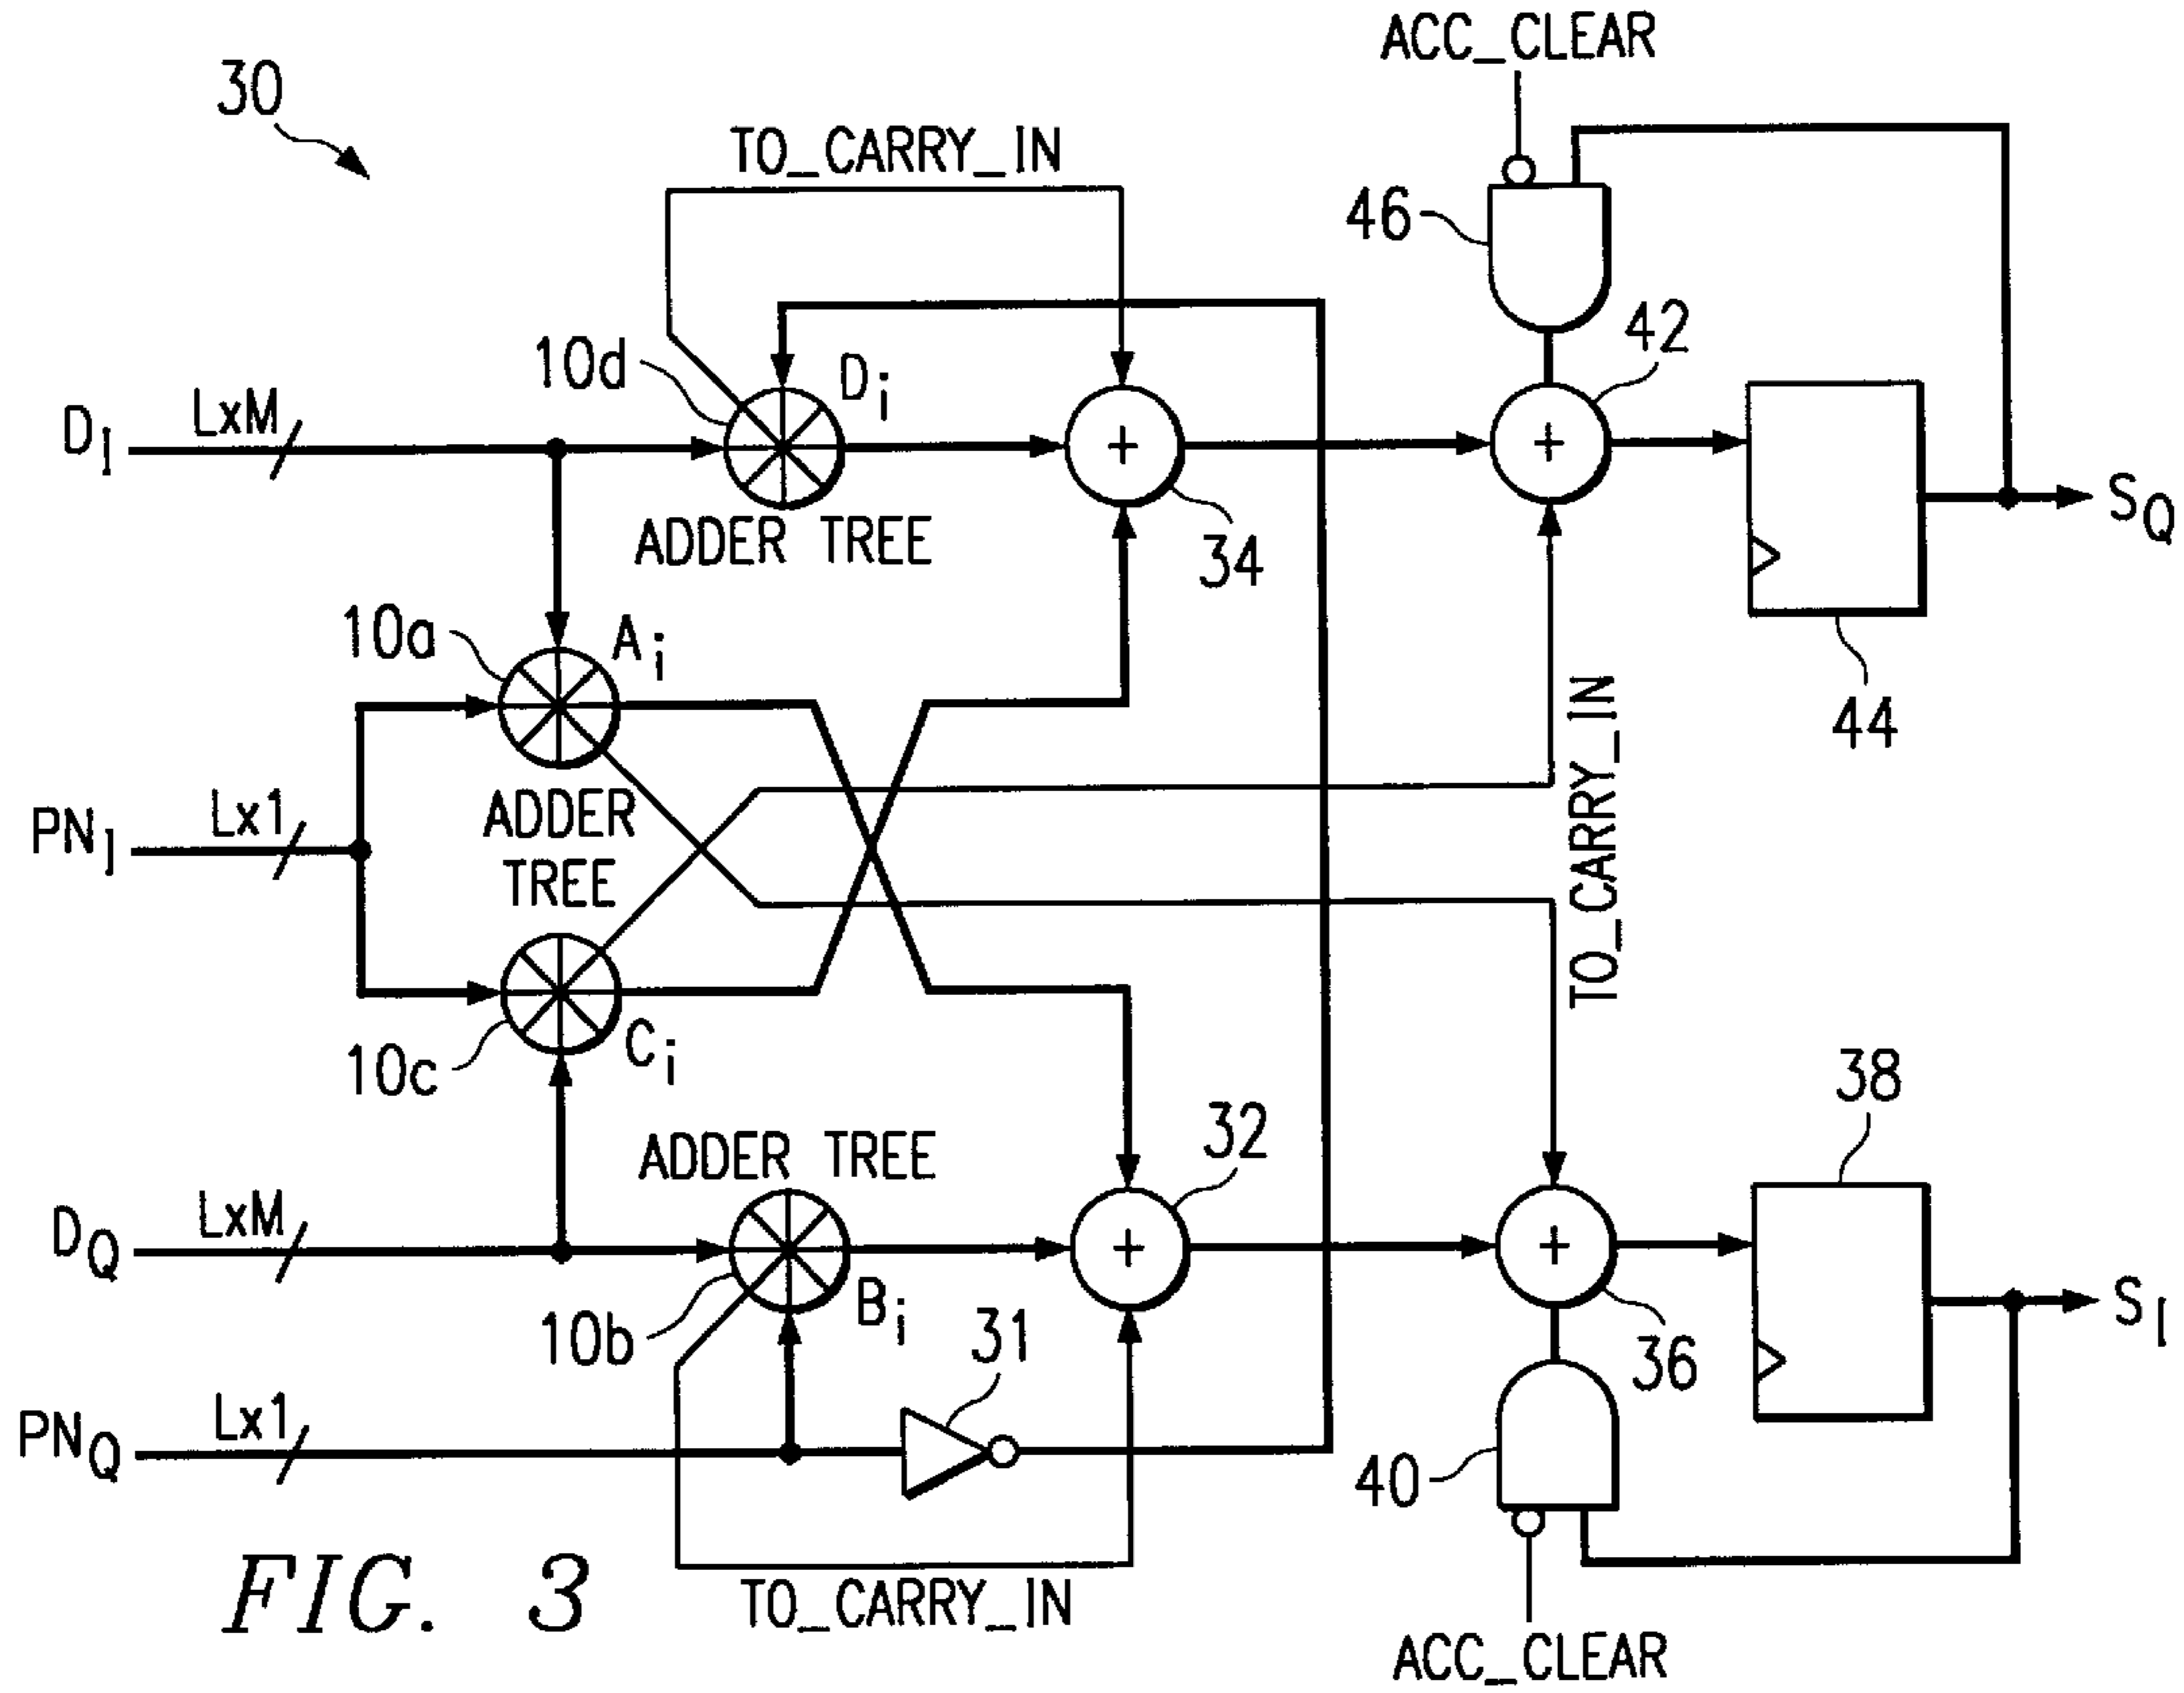 ACC_CLEAR
30
TO_CARRY_IN
46
42
10d
Di
DI
LxM
SQ
ADDER TREE
34
10a
Ai
44
PNI
Lx1
ADDER
TREE
TO_CARRY_IN
10c
Ci
38
ADDER TREE
32
DQ
LxM
SI
10b
Bi
31
36
PNQ
Lx1
40
FIG. 3
TO_CARRY_IN
ACC_CLEAR